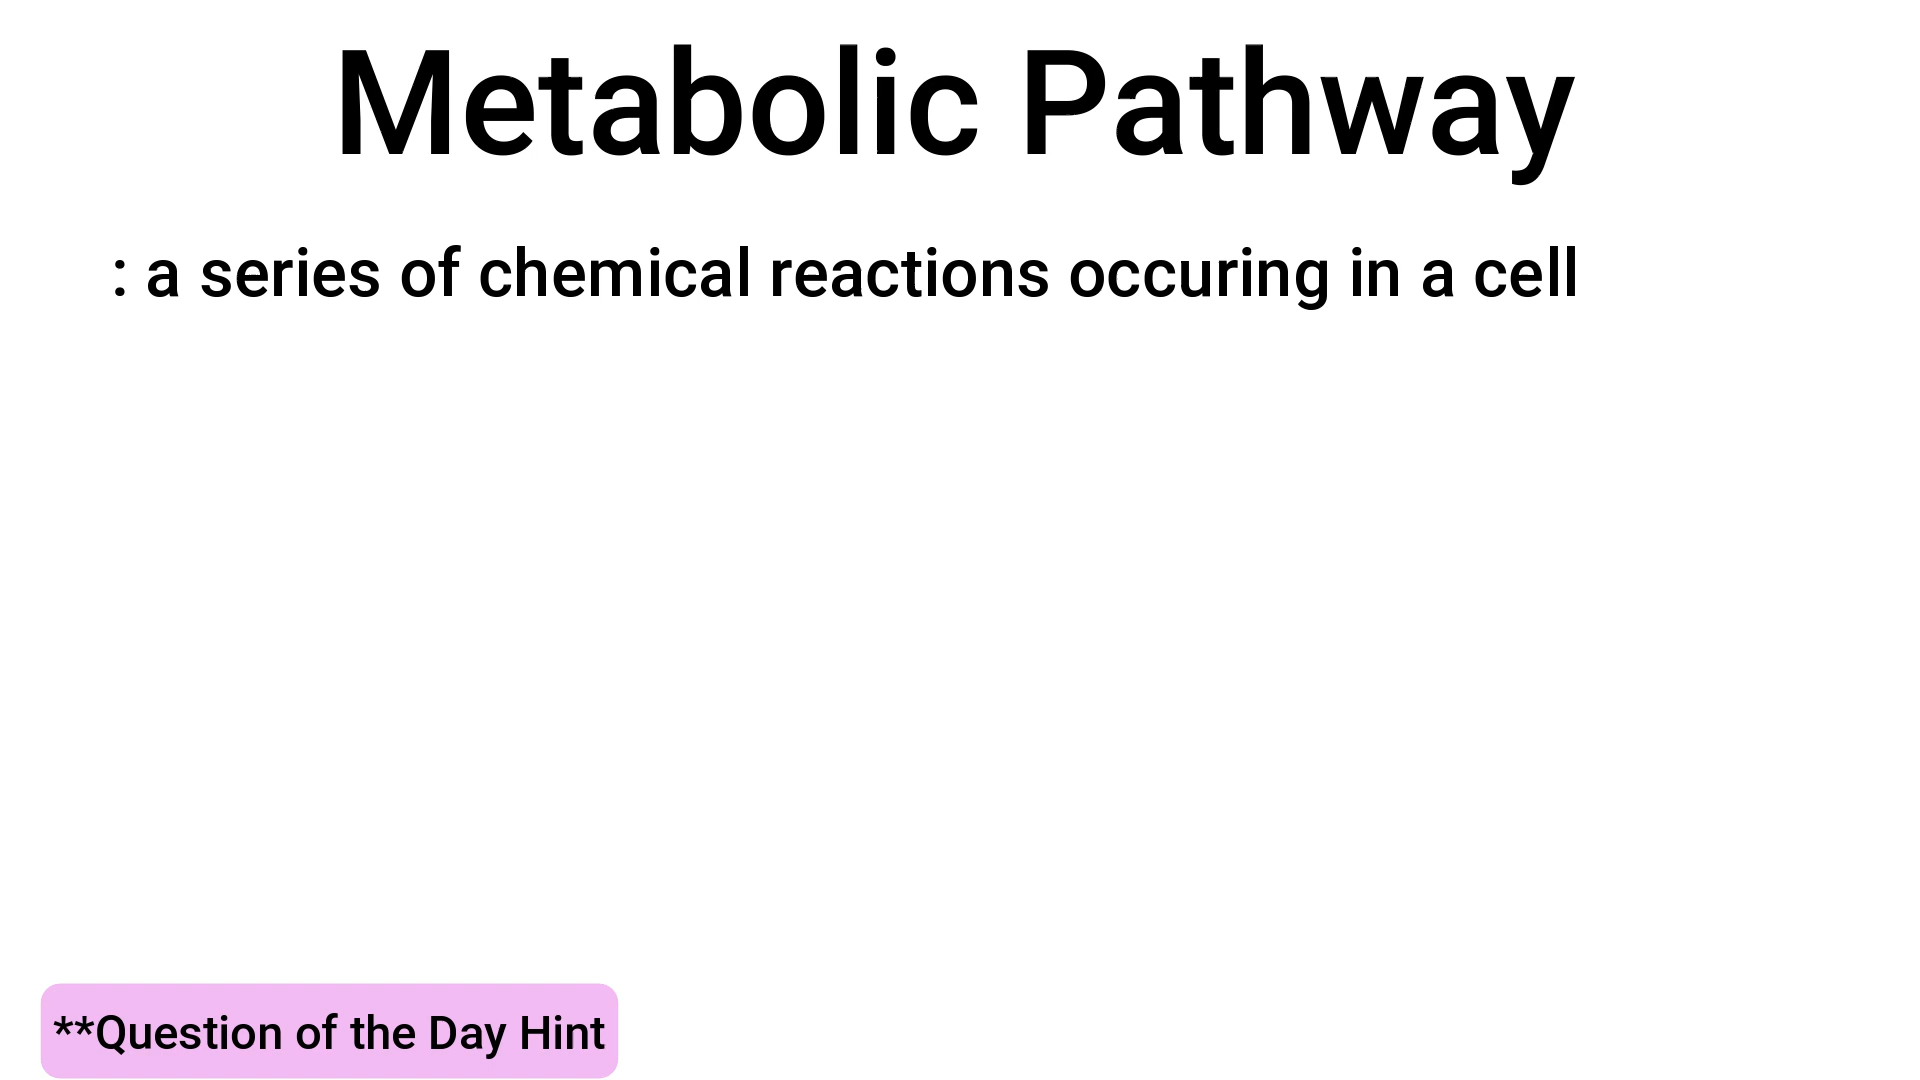 Metabolic Pathway
: a series of chemical reactions occuring in a cell
**Question of the Day Hint